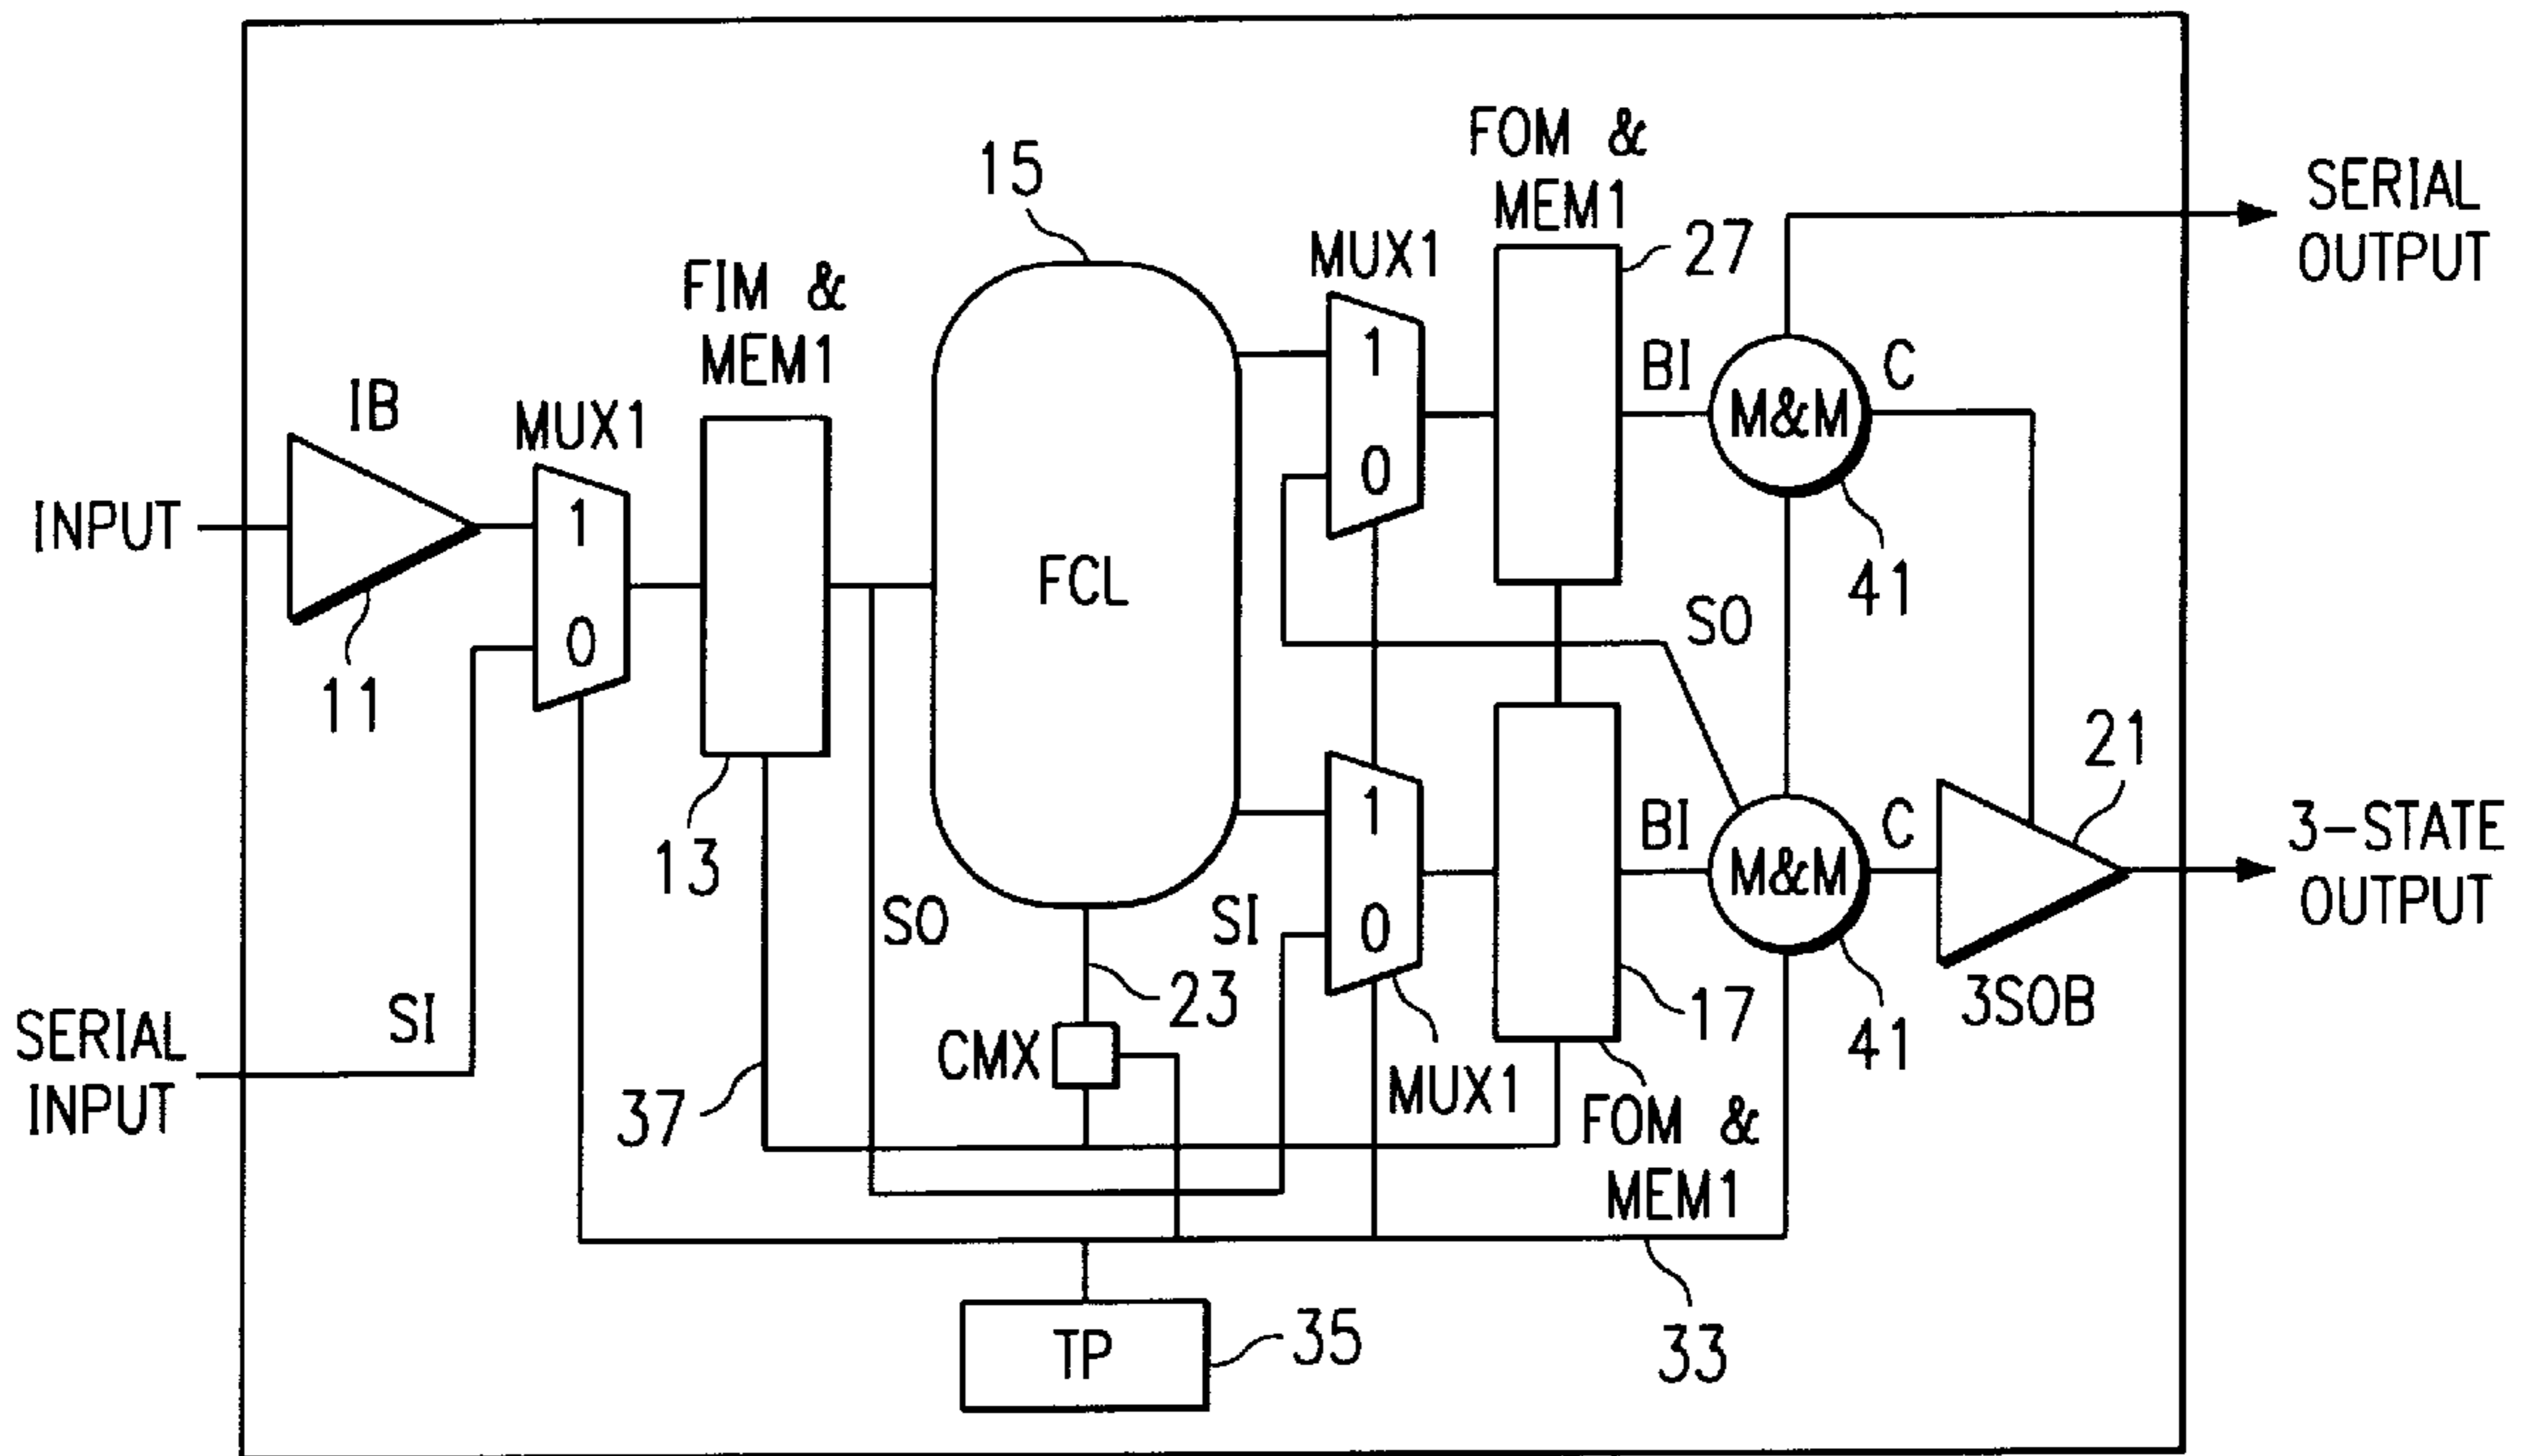 15
FOM &
MEM1
27
SERIAL
OUTPUT
MUX1
1
0
FIM &
MEM1
BI
M&M
C
41
IB
MUX1
INPUT
1
0
11
FCL
SO
13
21
1
0
BI
M&M
C
3-STATE
OUTPUT
SO
SI
23
17
3SOB
41
SERIAL
INPUT
SI
CMX
37
MUX1
FOM &
MEM1
33
TP
35